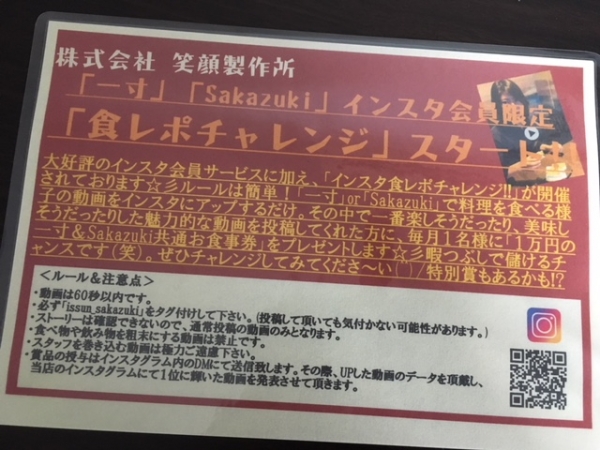 株式会社 笑顔製作所
「一寸」「Sakazuki」インスタ会員限定
「食レポチャレンジ」スタート中
大好評のインスタ会員サービスに加え、「インスタ食レポチャレンジ!!」が開催
されております☆彡ルールは簡単!「一寸」or「Sakazuki」で料理を食べる様
子の動画をインスタにアップするだけ。その中で一番楽しそうだったり、美味し
そうだったりした魅力的な動画を投稿してくれた方に、毎月1名様に「1万円の
一寸&Sakazuki共通お食事券」をプレゼントします☆彡暇つぶしで儲けるチ
ャンスです(笑)。ぜひチャレンジしてみてくださ〜い( )/特別賞もあるかも!?
<ルール&注意点>
・動画は60秒以内です。
・必ず「issun_sakazuki」をタグ付けして下さい。(投稿して頂いても気付かない可能性があります。)
・ストーリーは確認できないので、通常投稿の動画のみとなります。
・食べ物や飲み物を粗末にする動画は禁止です。
・スタッフを巻き込む動画は極力ご遠慮下さい。
・賞品の授与はインスタグラム内のDMにて送信致します。その際、UPした動画のデータを頂戴し、
当店のインスタグラムにて1位に輝いた動画を発表させて頂きます。